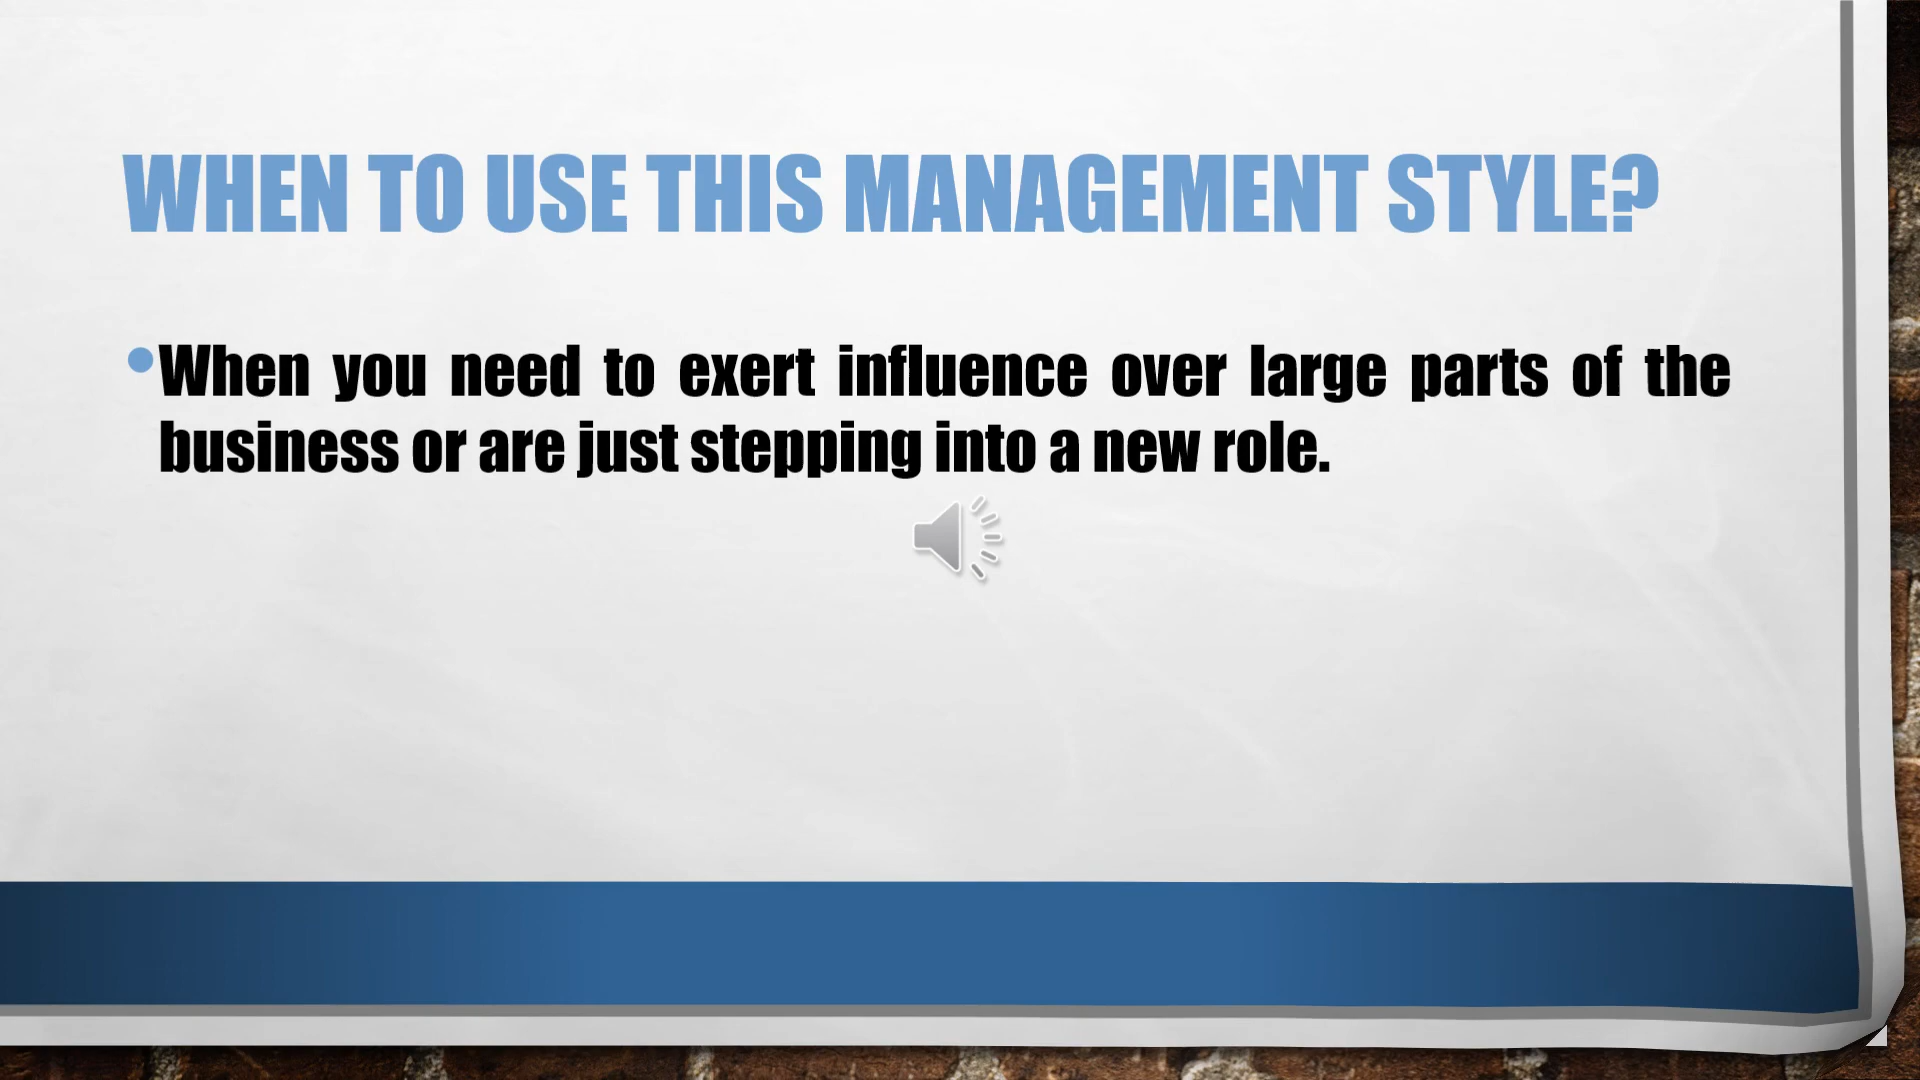 WHEN TO USE THIS MANAGEMENT STYLE?
•When you need to exert influence over large parts of the
business or are just stepping into a new role.